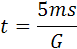 t = 5ms / G